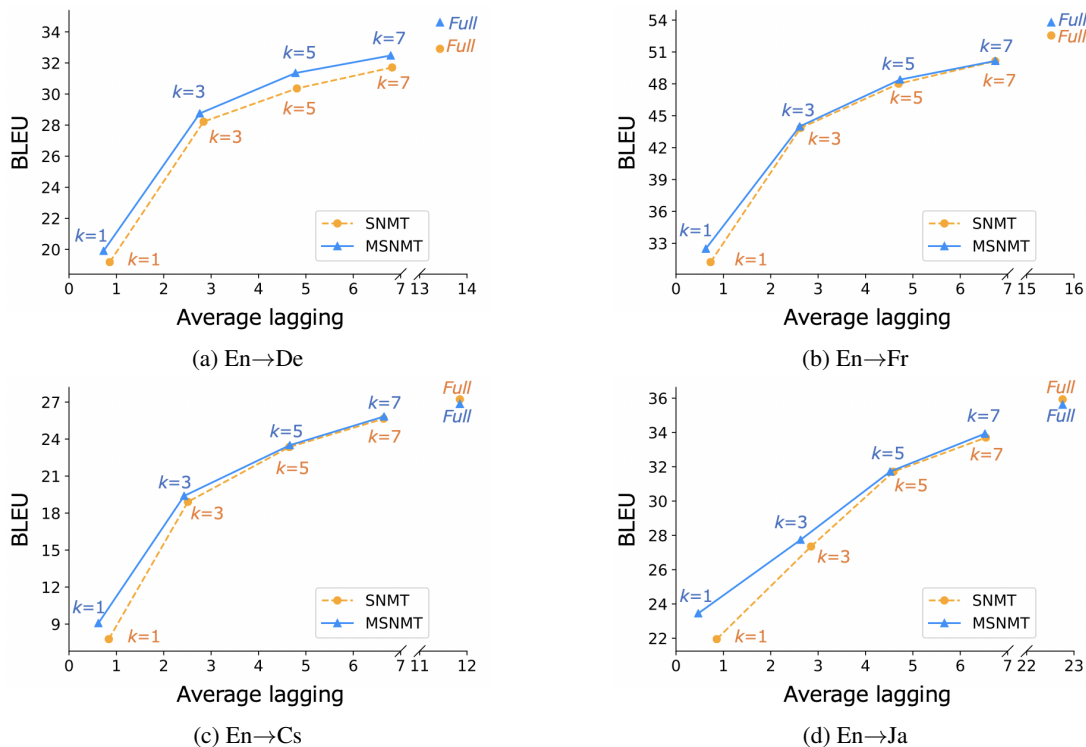 Full
Full
k=7
k=5
k=3
k=7
k=5
k=3
k=1
k=1
SNMT
MSNMT
BLEU
32
30
28
26
24
22
20
0 1 2 3 4 5 6 7 13 14
Average lagging
(a) En→De
Full
Full
k=7
k=5
k=7
k=5
k=3
k=3
k=1
k=1
SNMT
MSNMT
BLEU
54
51
48
45
42
39
36
33
0 1 2 3 4 5 6 7 15 16
Average lagging
(b) En→Fr
Full
Full
k=7
k=5
k=7
k=5
k=3
k=3
k=1
k=1
SNMT
MSNMT
BLEU
27
24
21
18
15
12
9
0 1 2 3 4 5 6 7 11 12
Average lagging
(c) En→Cs
Full
Full
k=7
k=5
k=7
k=5
k=3
k=3
k=1
k=1
SNMT
MSNMT
BLEU
36
34
32
30
28
26
24
22
0 1 2 3 4 5 6 7 22 23
Average lagging
(d) En→Ja